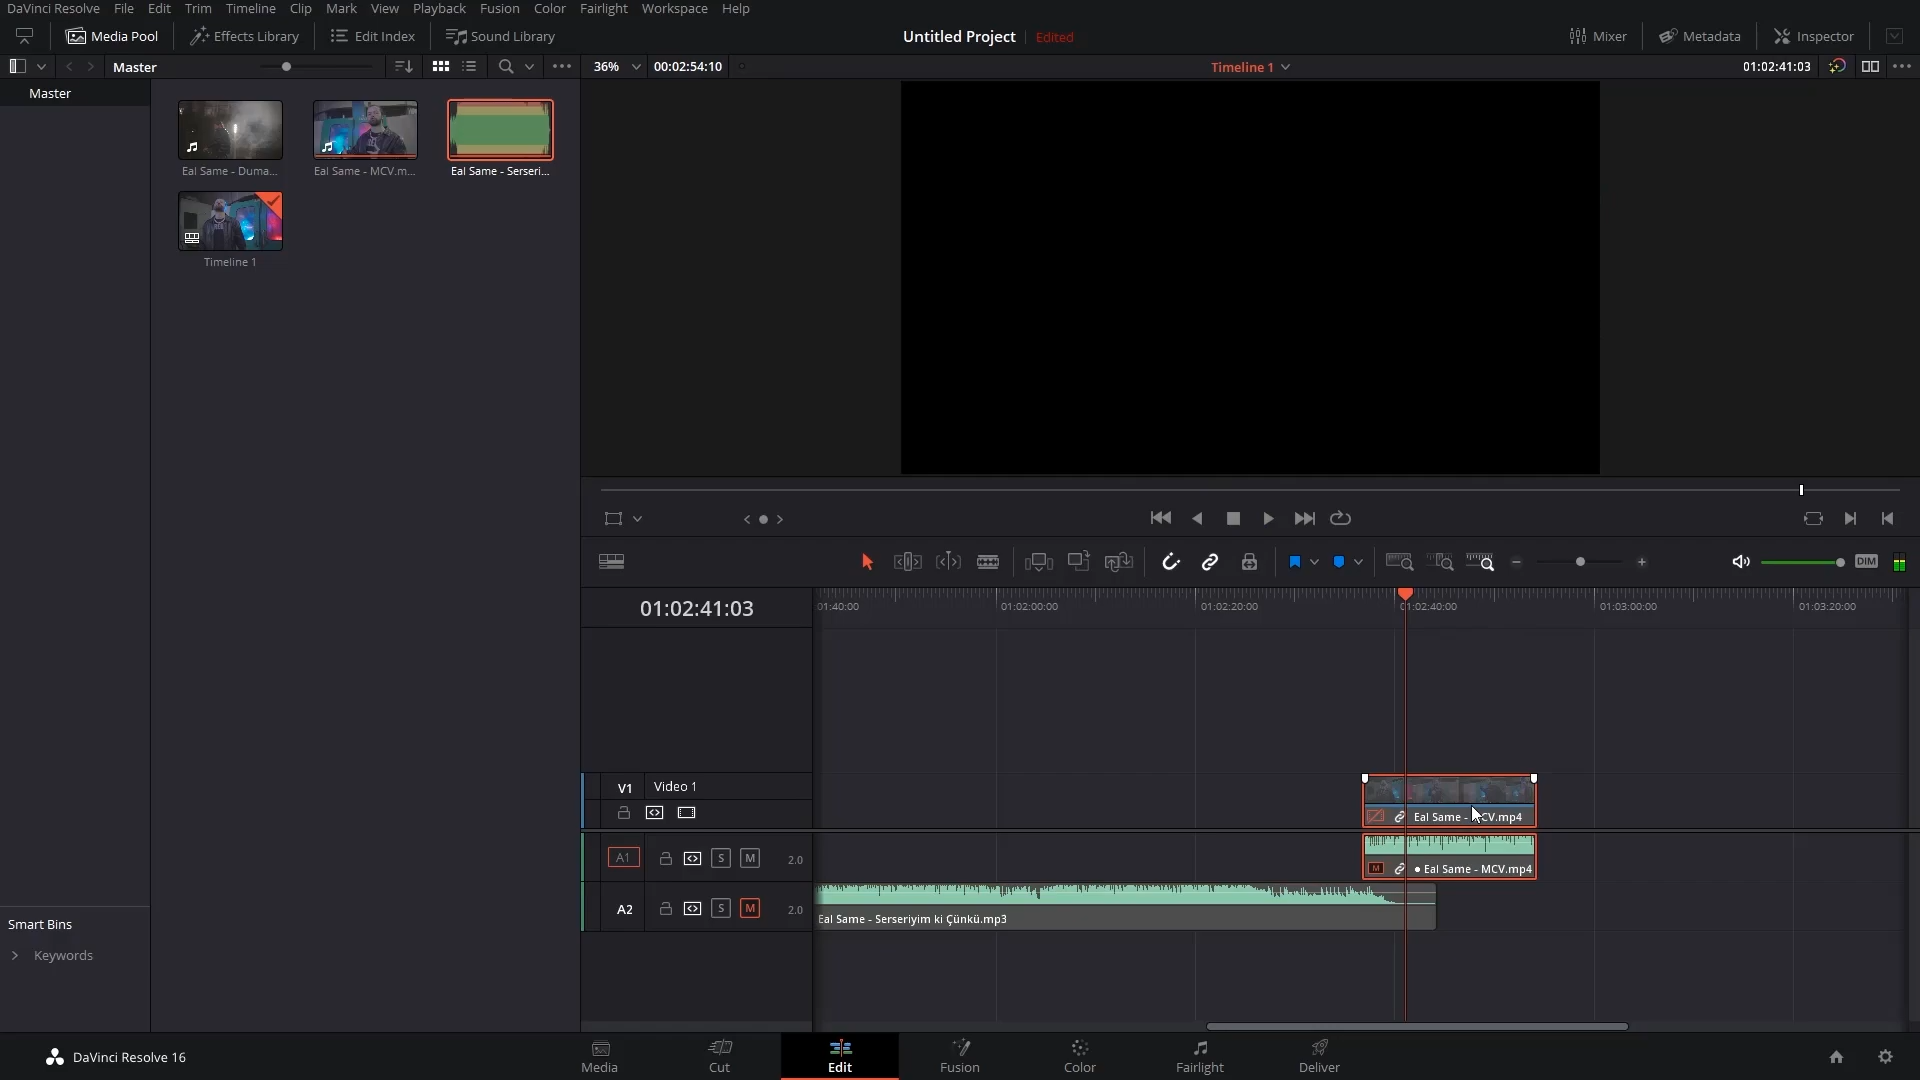 DaVinci Resolve File Edit Trim Timeline Clip Mark View Playback Fusion Color Fairlight Workspace Help
Media Pool Effects Library Edit Index Sound Library Untitled Project Edited Mixer Metadata Inspector
Master 36% 00:02:54:10 Timeline 1 01:02:41:03
Master
Eal Same - Duma... Eal Same - MCV.m... Eal Same - Serseri...
Timeline 1
DIM
01:02:41:03 01:40:00 01:02:00:00 01:02:20:00 01:02:40:00 01:03:00:00 01:03:20:00
V1 Video 1
Eal Same - CV.mp4
A1 S M 2.0
M Eal Same - MCV.mp4
A2 S M 2.0
Eal Same - Serseriyim ki Çünkü.mp3
Smart Bins
Keywords
DaVinci Resolve 16
Media Cut Edit Fusion Color Fairlight Deliver